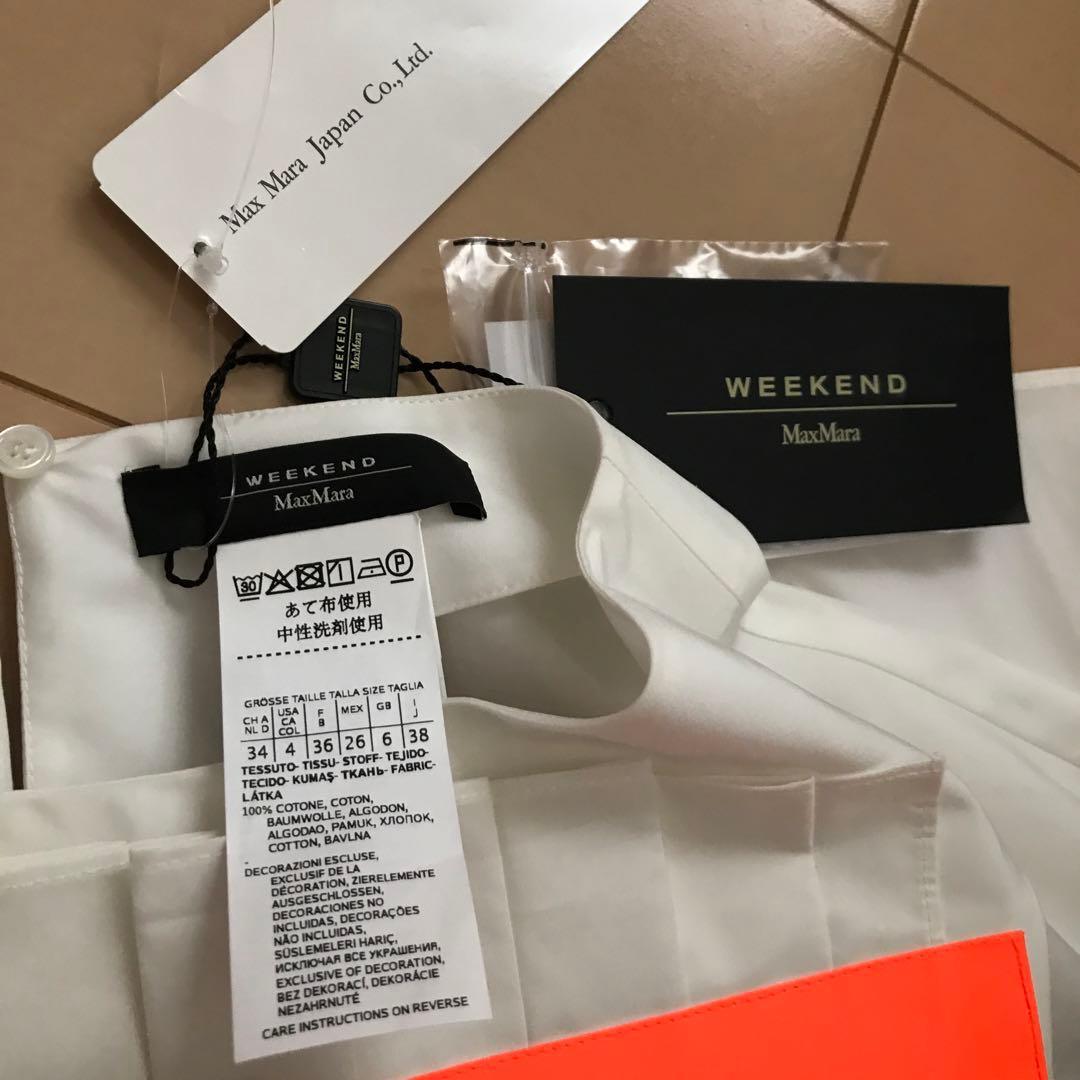 Max Mara Japan Co., Ltd.
WEEKEND
MaxMara
WEEKEND
MaxMara
WEEKEND
MaxMara
30 P
あて布使用
中性洗剤使用
GRÖSSE TAILLE TALLA SIZE TAGLIA
CH A NL D USA CA COL F B MEX GB I J
34 4 36 26 6 38
TESSUTO- TISSU- STOFF- TEJIDO-
TECIDO- KUMAŞ- ТКАНЬ- FABRIC-
LÁTKA
100% COTONE, COTON,
BAUMWOLLE, ALGODON,
ALGODAO, PAMUK, ХЛОПОК,
COTTON, BAVLNA
-
DECORAZIONI ESCLUSE,
EXCLUSIF DE LA
DÉCORATION, ZIERELEMENTE
AUSGESCHLOSSEN,
DECORACIONES NO
INCLUIDAS, DECORAÇÕES
NÃO INCLUIDAS,
SÜSLEMELERI HARIÇ,
ИСКЛЮЧАЯ ВСЕ УКРАШЕНИЯ,
EXCLUSIVE OF DECORATION,
BEZ DEKORACÍ, DEKORÁCIE
NEZAHRNUTÉ
CARE INSTRUCTIONS ON REVERSE